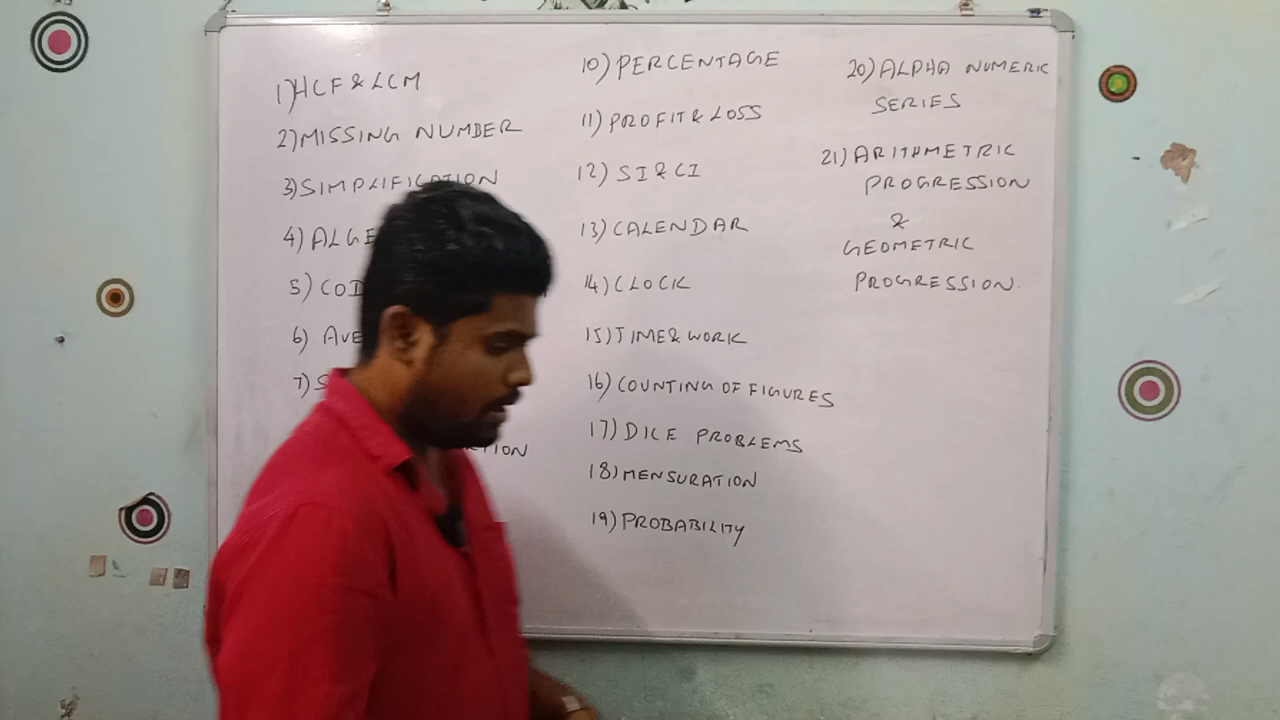 1) HCF & LCM
2) MISSING NUMBER
3) SIMPLIFICATION
4) ALGE
5) COD
6) AVE
7) S
RTION
10) PERCENTAGE
11) PROFIT & LOSS
12) SI & CI
13) CALENDAR
14) CLOCK
15) TIME & WORK
16) COUNTING OF FIGURES
17) DICE PROBLEMS
18) MENSURATION
19) PROBABILITY
20) ALPHA NUMERIC
SERIES
21) ARITHMETRIC
PROGRESSION
&
GEOMETRIC
PROGRESSION.